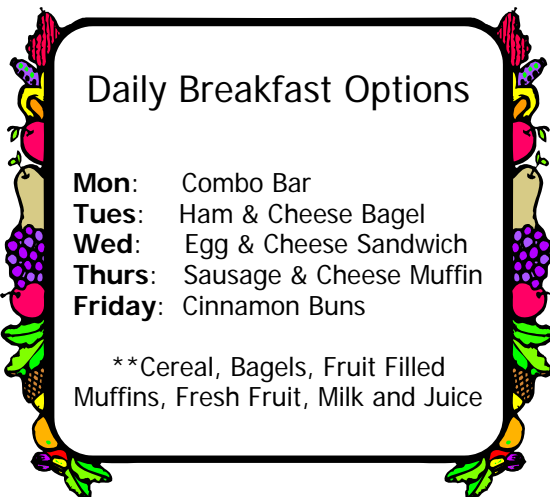 Daily Breakfast Options
Mon: Combo Bar
Tues: Ham & Cheese Bagel
Wed: Egg & Cheese Sandwich
Thurs: Sausage & Cheese Muffin
Friday: Cinnamon Buns
**Cereal, Bagels, Fruit Filled
Muffins, Fresh Fruit, Milk and Juice